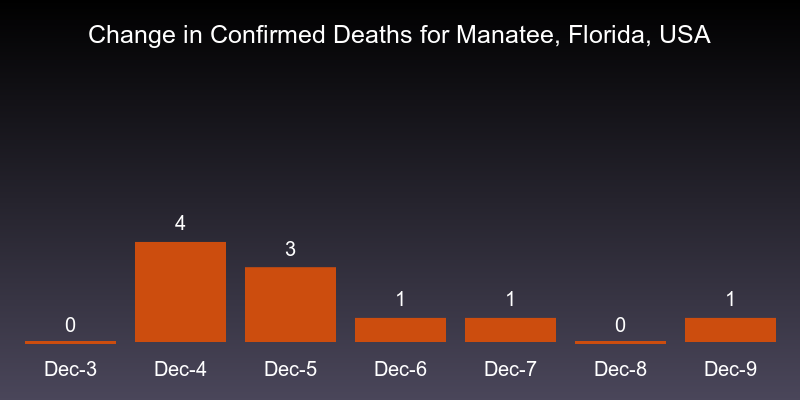 Change in Confirmed Deaths for Manatee, Florida, USA
4
3
1
1
1
0
0
Dec-3
Dec-4
Dec-5
Dec-6
Dec-7
Dec-8
Dec-9